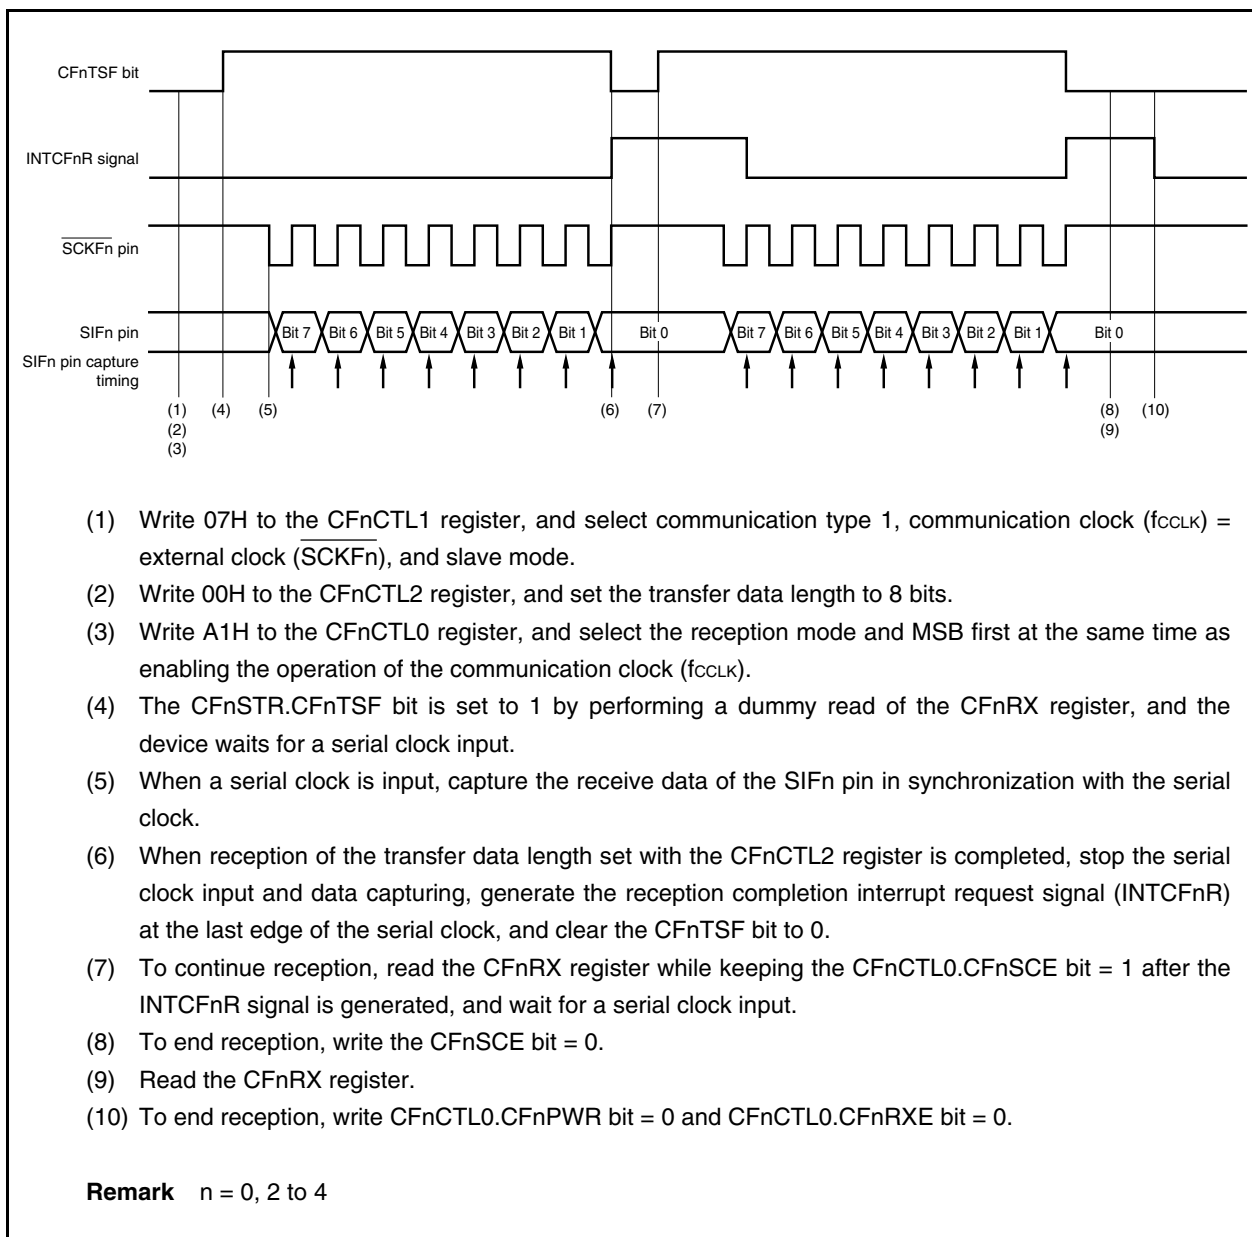 CFnTSF bit
INTCFnR signal
SCKFn pin
SIFn pin
Bit 7 Bit 6 Bit 5 Bit 4 Bit 3 Bit 2 Bit 1 Bit 0 Bit 7 Bit 6 Bit 5 Bit 4 Bit 3 Bit 2 Bit 1 Bit 0
SIFn pin capture
timing
(1) (4) (5) (6) (7) (8) (10)
(2) (9)
(3)
(1) Write 07H to the CFnCTL1 register, and select communication type 1, communication clock (fCCLK) =
external clock (SCKFn), and slave mode.
(2) Write 00H to the CFnCTL2 register, and set the transfer data length to 8 bits.
(3) Write A1H to the CFnCTL0 register, and select the reception mode and MSB first at the same time as
enabling the operation of the communication clock (fCCLK).
(4) The CFnSTR.CFnTSF bit is set to 1 by performing a dummy read of the CFnRX register, and the
device waits for a serial clock input.
(5) When a serial clock is input, capture the receive data of the SIFn pin in synchronization with the serial
clock.
(6) When reception of the transfer data length set with the CFnCTL2 register is completed, stop the serial
clock input and data capturing, generate the reception completion interrupt request signal (INTCFnR)
at the last edge of the serial clock, and clear the CFnTSF bit to 0.
(7) To continue reception, read the CFnRX register while keeping the CFnCTL0.CFnSCE bit = 1 after the
INTCFnR signal is generated, and wait for a serial clock input.
(8) To end reception, write the CFnSCE bit = 0.
(9) Read the CFnRX register.
(10) To end reception, write CFnCTL0.CFnPWR bit = 0 and CFnCTL0.CFnRXE bit = 0.
Remark n = 0, 2 to 4